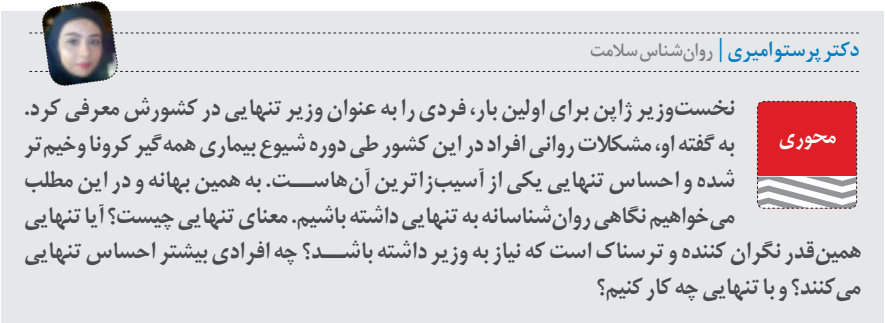 دکتر پرستو امیری | روان‌شناس سلامت
محوری
نخست‌وزیر ژاپن برای اولین بار، فردی را به عنوان وزیر تنهایی در کشورش معرفی کرد.
به گفته او، مشکلات روانی افراد در این کشور طی دوره شیوع بیماری همه‌گیر کرونا وخیم‌تر
شده و احساس تنهایی یکی از آسیب‌زاترین آن‌هاست. به همین بهانه و در این مطلب
می‌خواهیم نگاهی روان‌شناسانه به تنهایی داشته باشیم. معنای تنهایی چیست؟ آیا تنهایی
همین‌قدر نگران کننده و ترسناک است که نیاز به وزیر داشته باشد؟ چه افرادی بیشتر احساس تنهایی
می‌کنند؟ و با تنهایی چه کار کنیم؟